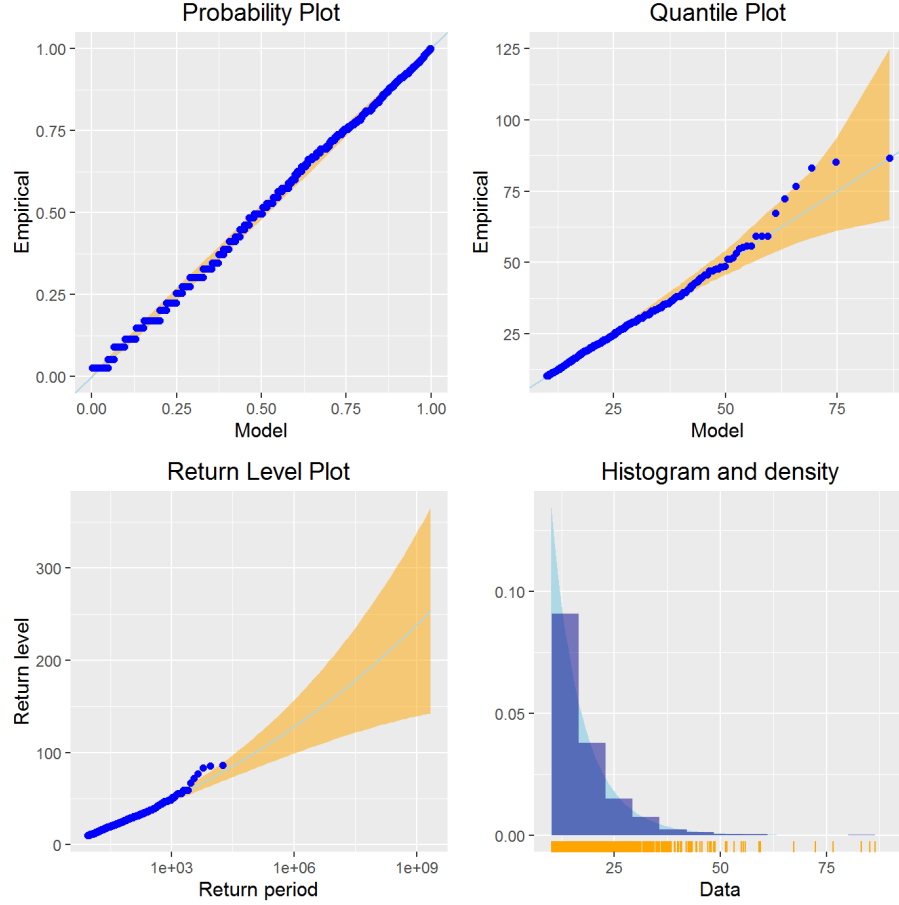 Probability Plot
1.00
0.75
0.50
0.25
0.00
Empirical
0.00 0.25 0.50 0.75 1.00
Model
Quantile Plot
125
100
75
50
25
Empirical
25 50 75
Model
Return Level Plot
300
200
100
0
Return level
1e+03 1e+06 1e+09
Return period
Histogram and density
0.10
0.05
0.00
25 50 75
Data